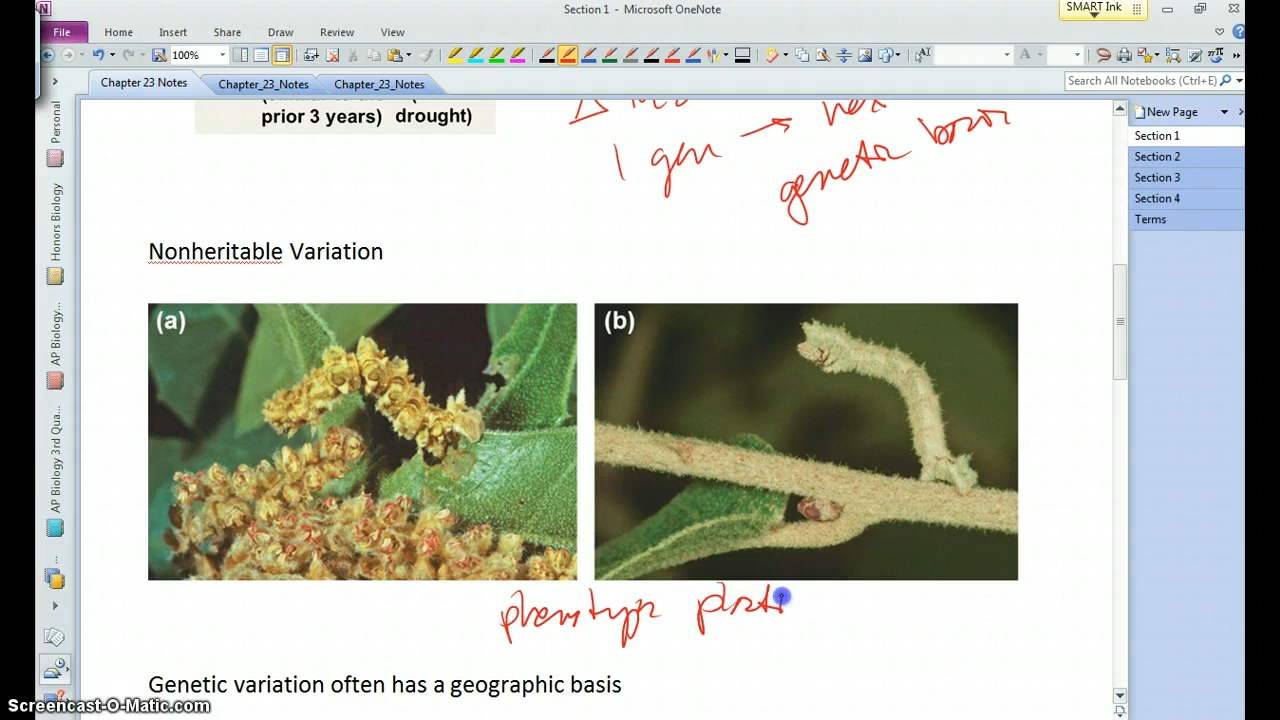 Section 1 - Microsoft OneNote
SMART Ink
File Home Insert Share Draw Review View
100%
Chapter 23 Notes Chapter_23_Notes Chapter_23_Notes
Search All Notebooks (Ctrl+E)
Personal
Honors Biology
AP Biology...
AP Biology 3rd Qua...
New Page
Section 1
Section 2
Section 3
Section 4
Terms
prior 3 years) drought)
1 gen
genetic
Nonheritable Variation
(a)
(b)
Genetic variation often has a geographic basis
Screencast-O-Matic.com